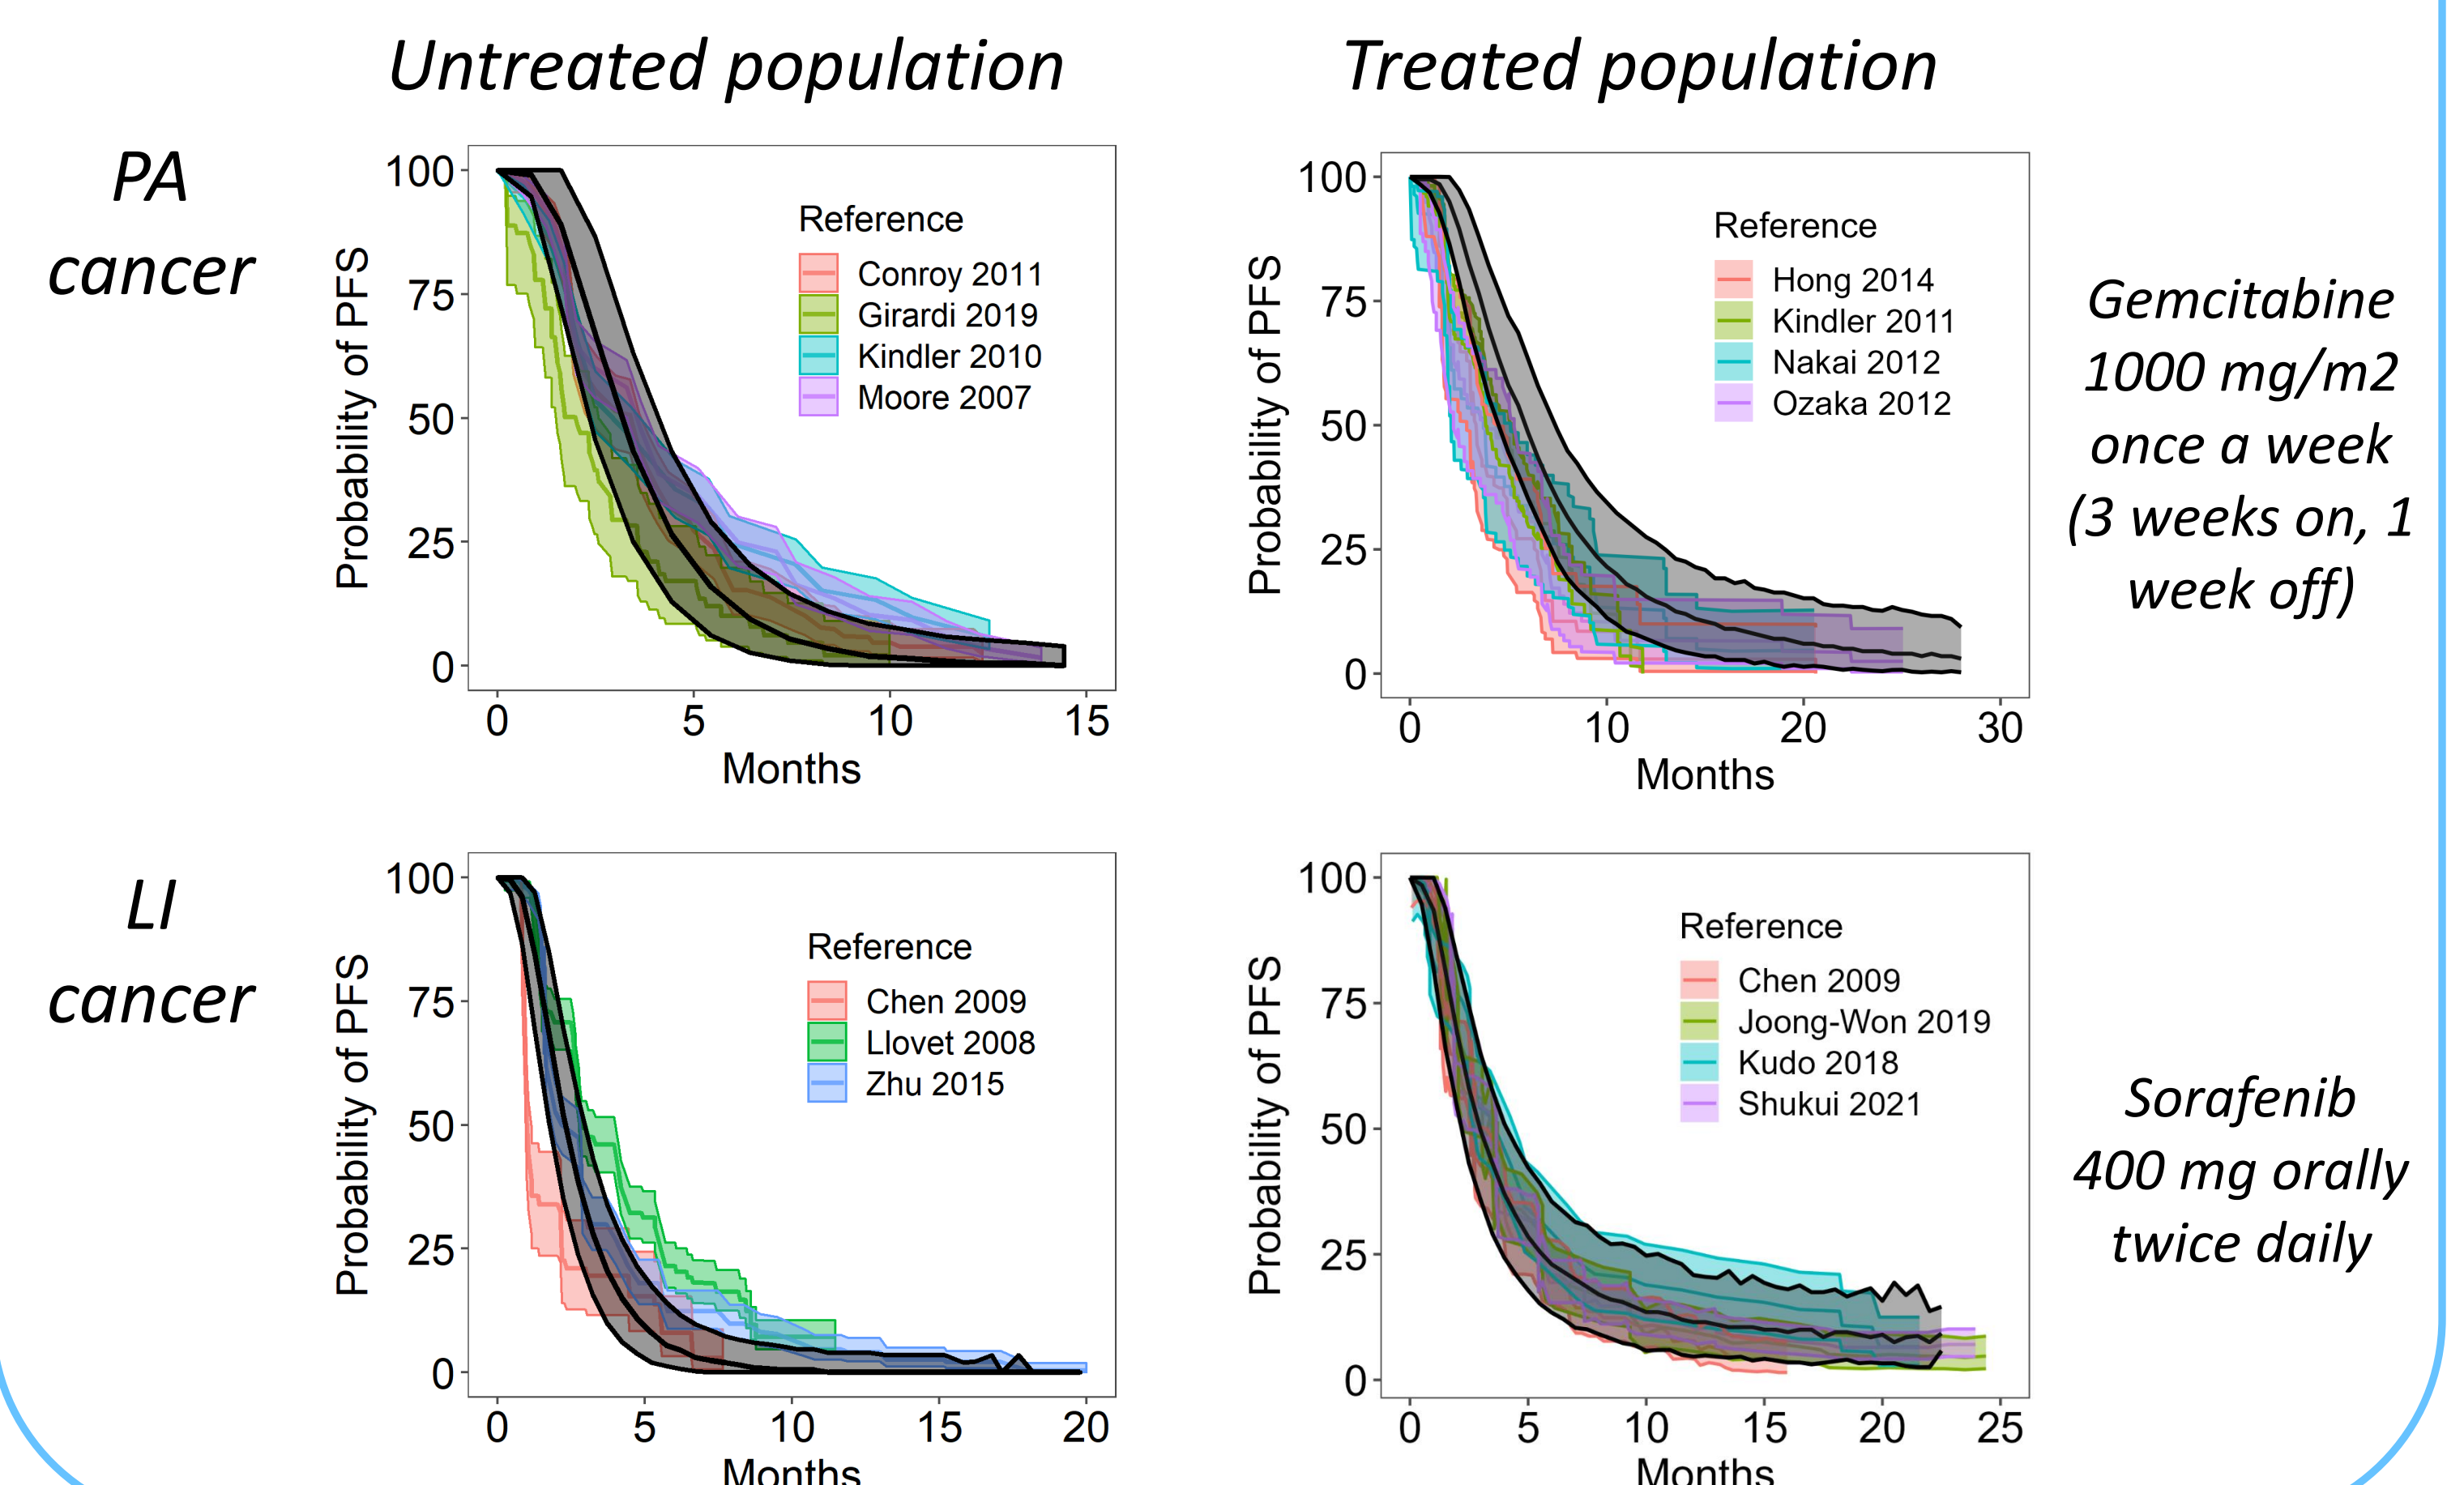 Untreated population
Treated population
PA
cancer
Probability of PFS
100
75
50
25
0
Reference
Conroy 2011
Girardi 2019
Kindler 2010
Moore 2007
0 5 10 15
Months
Probability of PFS
100
75
50
25
0
Reference
Hong 2014
Kindler 2011
Nakai 2012
Ozaka 2012
0 10 20 30
Months
Gemcitabine
1000 mg/m2
once a week
(3 weeks on, 1
week off)
LI
cancer
Probability of PFS
100
75
50
25
0
Reference
Chen 2009
Llovet 2008
Zhu 2015
0 5 10 15 20
Months
Probability of PFS
100
75
50
25
0
Reference
Chen 2009
Joong-Won 2019
Kudo 2018
Shukui 2021
0 5 10 15 20 25
Months
Sorafenib
400 mg orally
twice daily